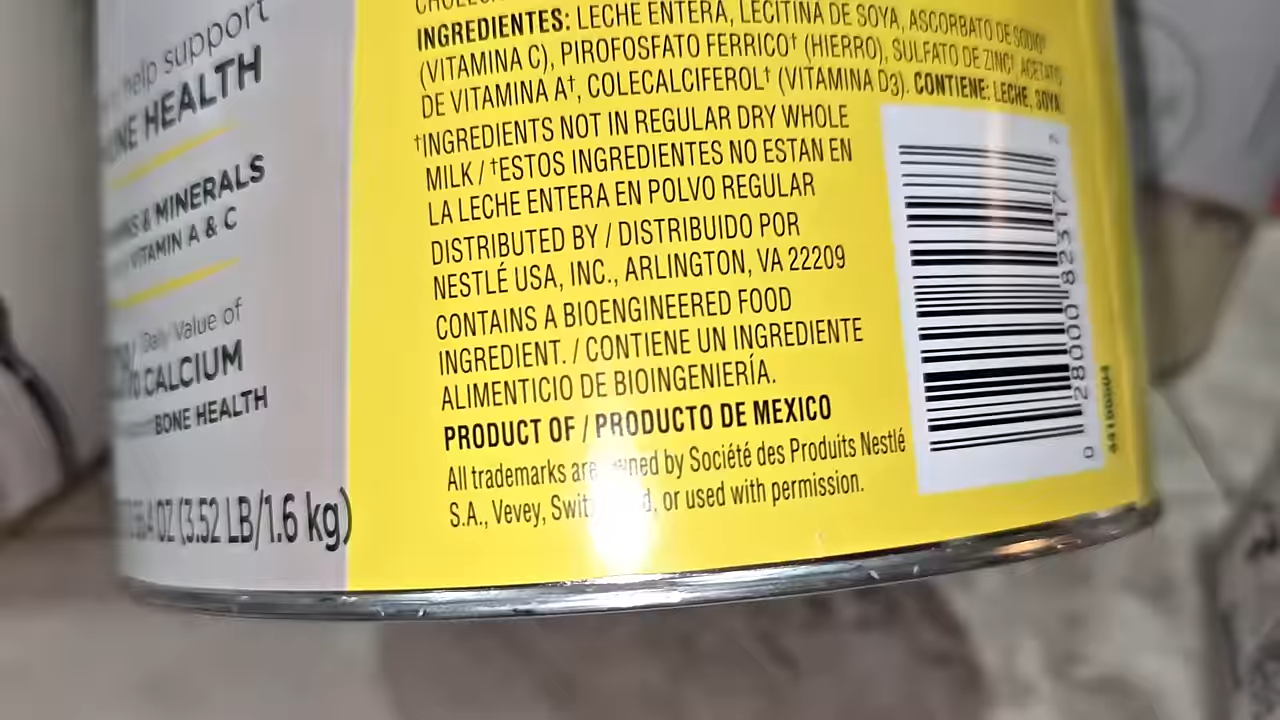 help support
BONE HEALTH
& MINERALS
VITAMIN A & C
Daily Value of
CALCIUM
BONE HEALTH
OZ (3.52 LB/1.6 kg)
INGREDIENTES: LECHE ENTERA, LECITINA DE SOYA, ASCORBATO DE SODIO†
(VITAMINA C), PIROFOSFATO FERRICO† (HIERRO), SULFATO DE ZINC†, ACETATO
DE VITAMINA A†, COLECALCIFEROL† (VITAMINA D3). CONTIENE: LECHE, SOYA.
†INGREDIENTS NOT IN REGULAR DRY WHOLE
MILK / †ESTOS INGREDIENTES NO ESTAN EN
LA LECHE ENTERA EN POLVO REGULAR
DISTRIBUTED BY / DISTRIBUIDO POR
NESTLÉ USA, INC., ARLINGTON, VA 22209
CONTAINS A BIOENGINEERED FOOD
INGREDIENT. / CONTIENE UN INGREDIENTE
ALIMENTICIO DE BIOINGENIERÍA.
PRODUCT OF / PRODUCTO DE MEXICO
All trademarks are owned by Société des Produits Nestlé
S.A., Vevey, Switzerland, or used with permission.
0 28000 82317 2
44180004